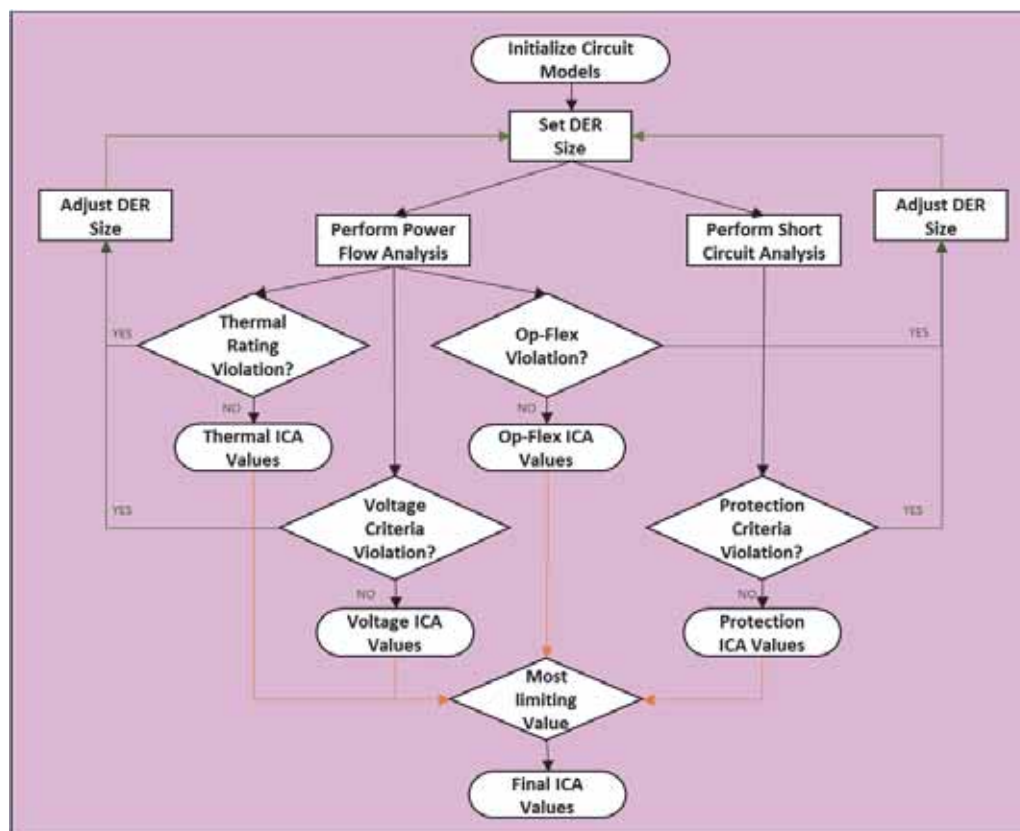 Initialize Circuit
Models
Set DER
Size
Adjust DER
Size
Adjust DER
Size
Perform Power
Flow Analysis
Perform Short
Circuit Analysis
Thermal
Rating
Violation?
YES
Op-Flex
Violation?
YES
NO
NO
Thermal ICA
Values
Op-Flex ICA
Values
Voltage
Criteria
Violation?
YES
Protection
Criteria
Violation?
YES
NO
NO
Voltage ICA
Values
Protection
ICA Values
Most
limiting
Value
Final ICA
Values